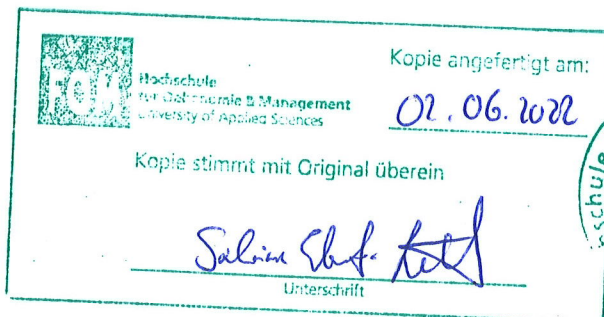 FOM
Hochschule
für Oekonomie & Management
University of Applied Sciences
Kopie angefertigt am:
02.06.2022
Kopie stimmt mit Original überein
Unterschrift